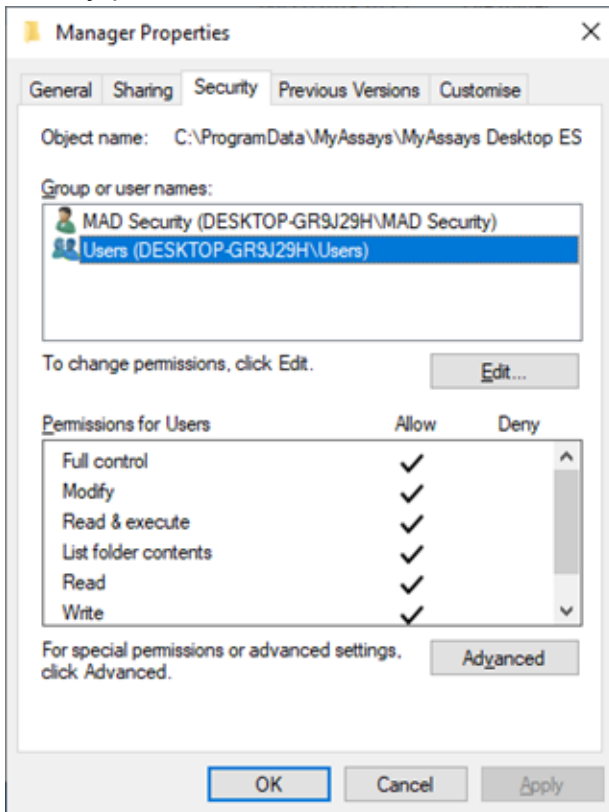 Manager Properties
General Sharing Security Previous Versions Customise
Object name: C:\ProgramData\MyAssays\MyAssays Desktop ES
Group or user names:
MAD Security (DESKTOP-GR9J29H\MAD Security)
Users (DESKTOP-GR9J29H\Users)
To change permissions, click Edit.
Edit...
Permissions for Users Allow Deny
Full control
Modify
Read & execute
List folder contents
Read
Write
For special permissions or advanced settings,
click Advanced.
Advanced
OK Cancel Apply